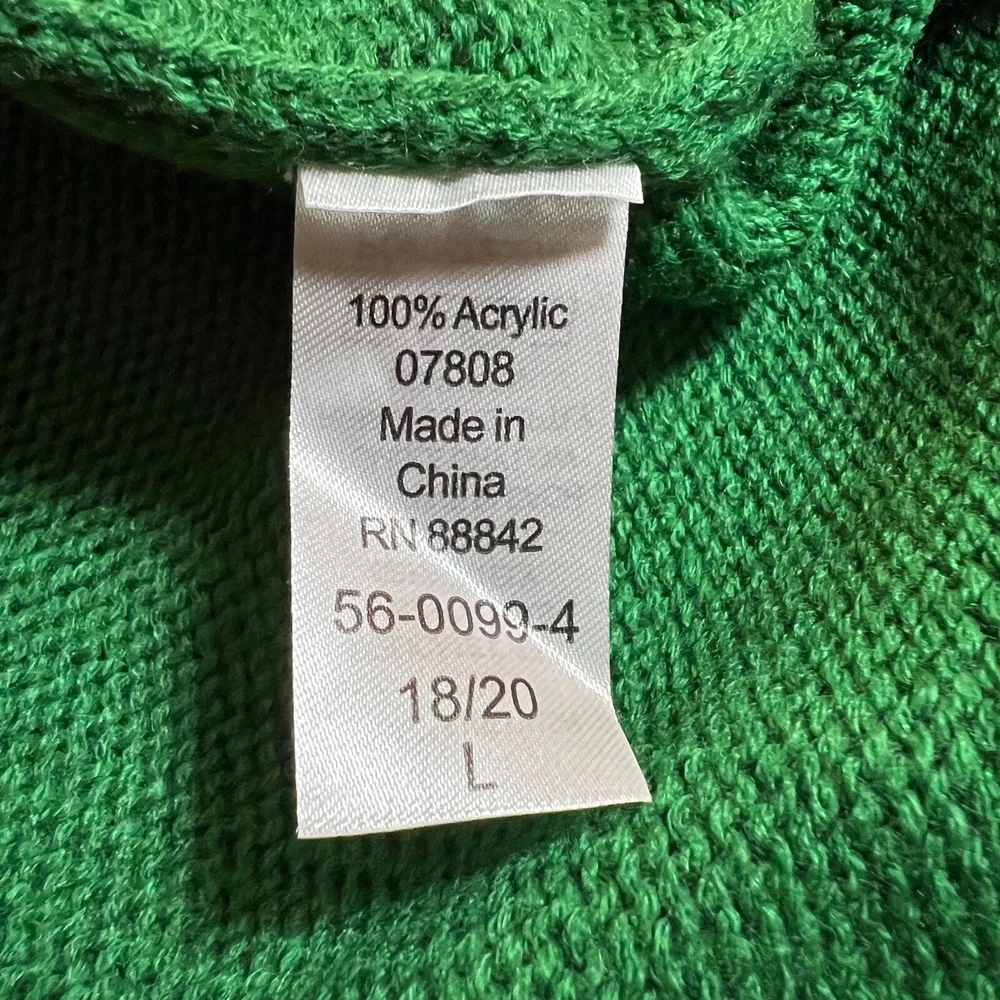 100% Acrylic
07808
Made in
China
RN 88842
56-0099-4
18/20
L